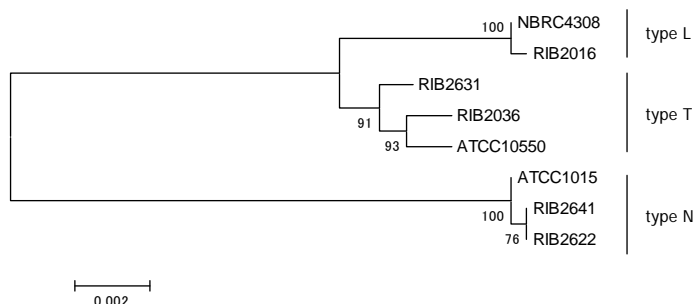 NBRC4308
100
type L
RIB2016
RIB2631
91
RIB2036
type T
93
ATCC10550
ATCC1015
100
RIB2641
type N
76
RIB2622
0.002